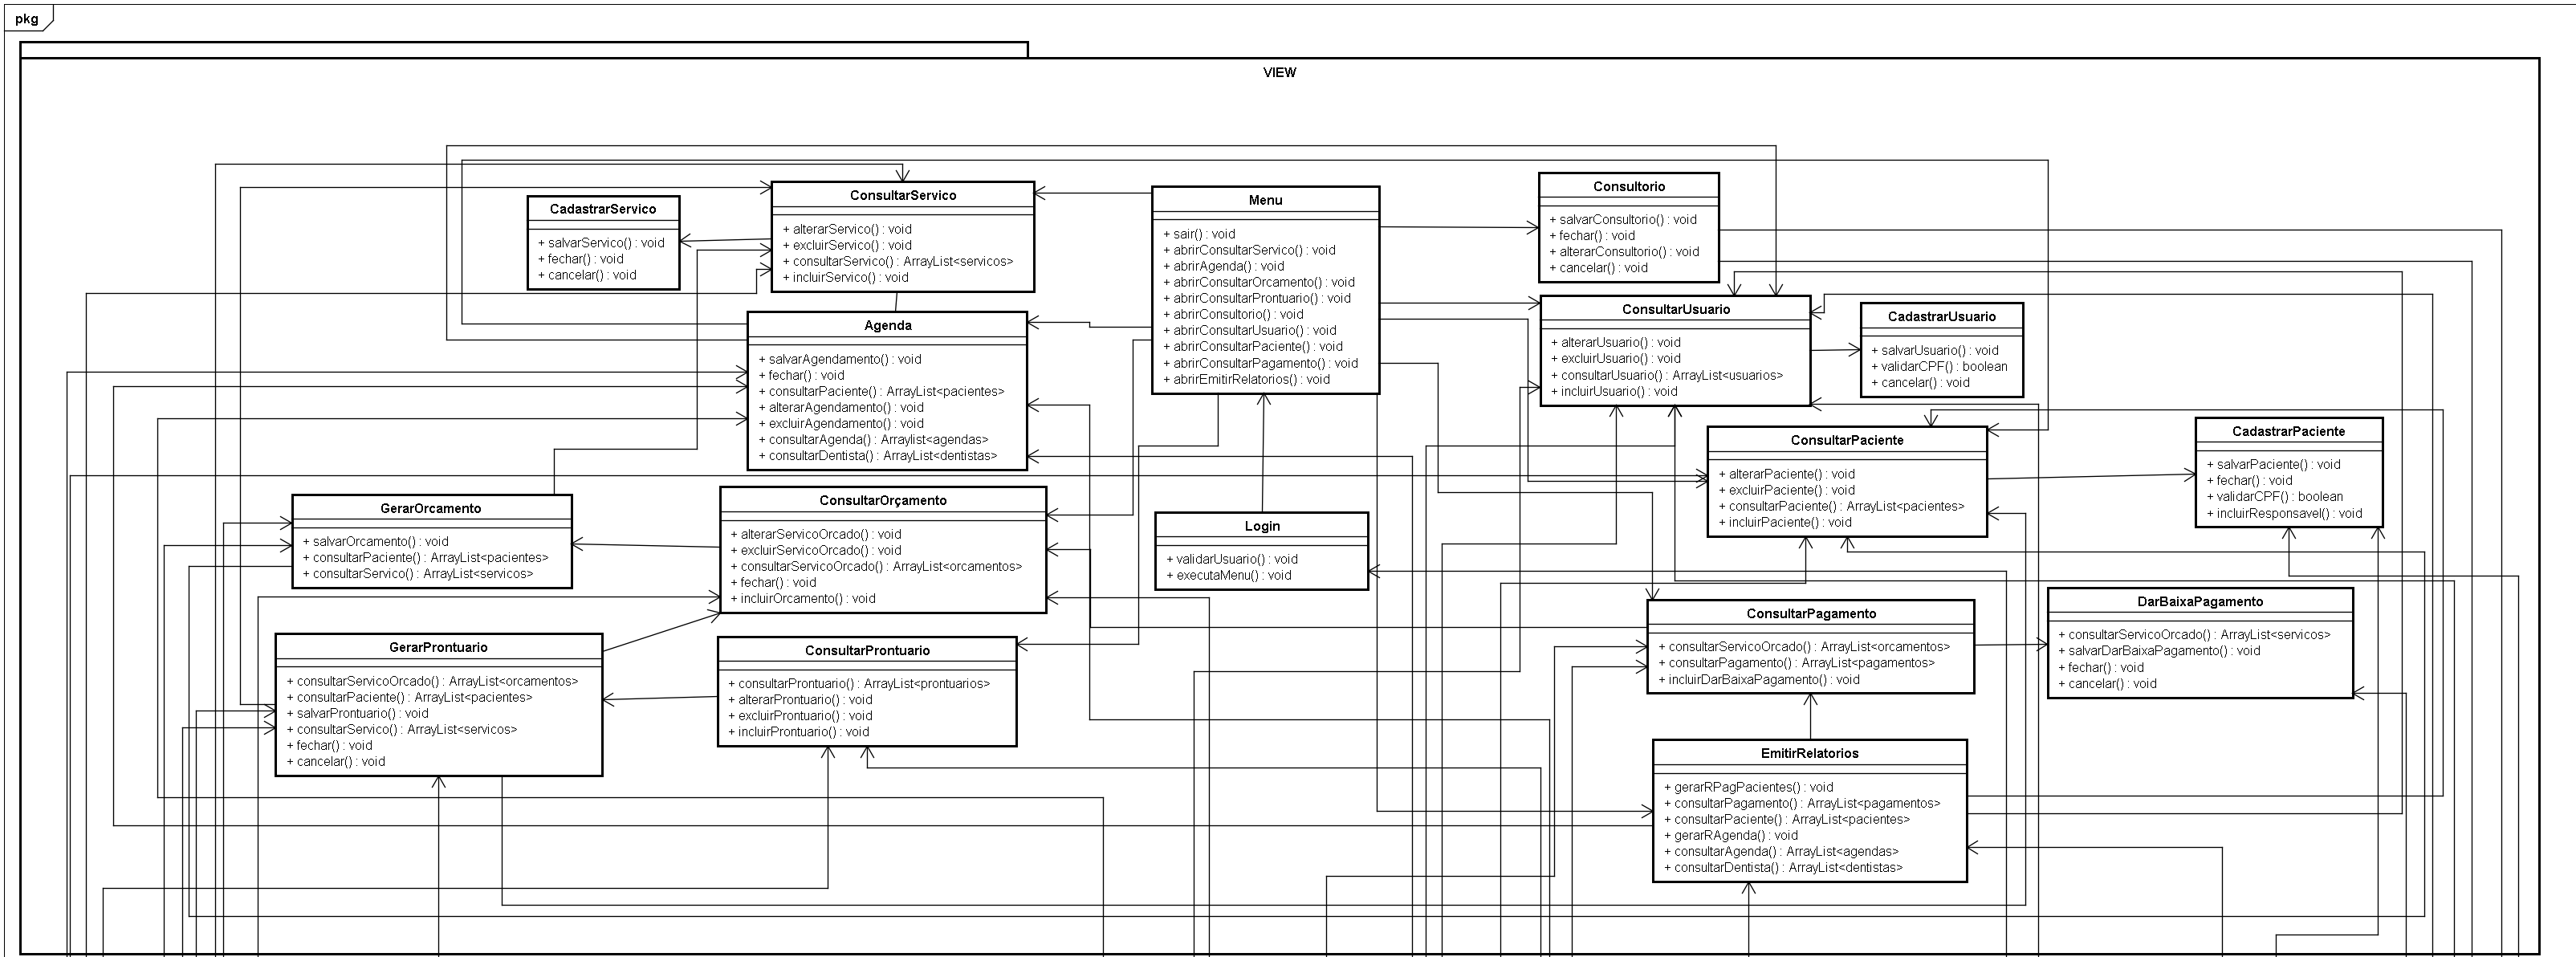 pkg
VIEW
CadastrarServico
+ salvarServico() : void
+ fechar() : void
+ cancelar() : void
ConsultarServico
+ alterarServico() : void
+ excluirServico() : void
+ consultarServico() : ArrayList<servicos>
+ incluirServico() : void
Menu
+ sair() : void
+ abrirConsultarServico() : void
+ abrirAgenda() : void
+ abrirConsultarOrcamento() : void
+ abrirConsultarProntuario() : void
+ abrirConsultorio() : void
+ abrirConsultarUsuario() : void
+ abrirConsultarPaciente() : void
+ abrirConsultarPagamento() : void
+ abrirEmitirRelatorios() : void
Consultorio
+ salvarConsultorio() : void
+ fechar() : void
+ alterarConsultorio() : void
+ cancelar() : void
ConsultarUsuario
+ alterarUsuario() : void
+ excluirUsuario() : void
+ consultarUsuario() : ArrayList<usuarios>
+ incluirUsuario() : void
CadastrarUsuario
+ salvarUsuario() : void
+ validarCPF() : boolean
+ cancelar() : void
Agenda
+ salvarAgendamento() : void
+ fechar() : void
+ consultarPaciente() : ArrayList<pacientes>
+ alterarAgendamento() : void
+ excluirAgendamento() : void
+ consultarAgenda() : Arraylist<agendas>
+ consultarDentista() : ArrayList<dentistas>
ConsultarPaciente
+ alterarPaciente() : void
+ excluirPaciente() : void
+ consultarPaciente() : ArrayList<pacientes>
+ incluirPaciente() : void
CadastrarPaciente
+ salvarPaciente() : void
+ fechar() : void
+ validarCPF() : boolean
+ incluirResponsavel() : void
GerarOrcamento
+ salvarOrcamento() : void
+ consultarPaciente() : ArrayList<pacientes>
+ consultarServico() : ArrayList<servicos>
ConsultarOrçamento
+ alterarServicoOrcado() : void
+ excluirServicoOrcado() : void
+ consultarServicoOrcado() : ArrayList<orcamentos>
+ fechar() : void
+ incluirOrcamento() : void
Login
+ validarUsuario() : void
+ executaMenu() : void
ConsultarPagamento
+ consultarServicoOrcado() : ArrayList<orcamentos>
+ consultarPagamento() : ArrayList<pagamentos>
+ incluirDarBaixaPagamento() : void
DarBaixaPagamento
+ consultarServicoOrcado() : ArrayList<servicos>
+ salvarDarBaixaPagamento() : void
+ fechar() : void
+ cancelar() : void
GerarProntuario
+ consultarServicoOrcado() : ArrayList<orcamentos>
+ consultarPaciente() : ArrayList<pacientes>
+ salvarProntuario() : void
+ consultarServico() : ArrayList<servicos>
+ fechar() : void
+ cancelar() : void
ConsultarProntuario
+ consultarProntuario() : ArrayList<prontuarios>
+ alterarProntuario() : void
+ excluirProntuario() : void
+ incluirProntuario() : void
EmitirRelatorios
+ gerarRPagPacientes() : void
+ consultarPagamento() : ArrayList<pagamentos>
+ consultarPaciente() : ArrayList<pacientes>
+ gerarRAgenda() : void
+ consultarAgenda() : ArrayList<agendas>
+ consultarDentista() : ArrayList<dentistas>